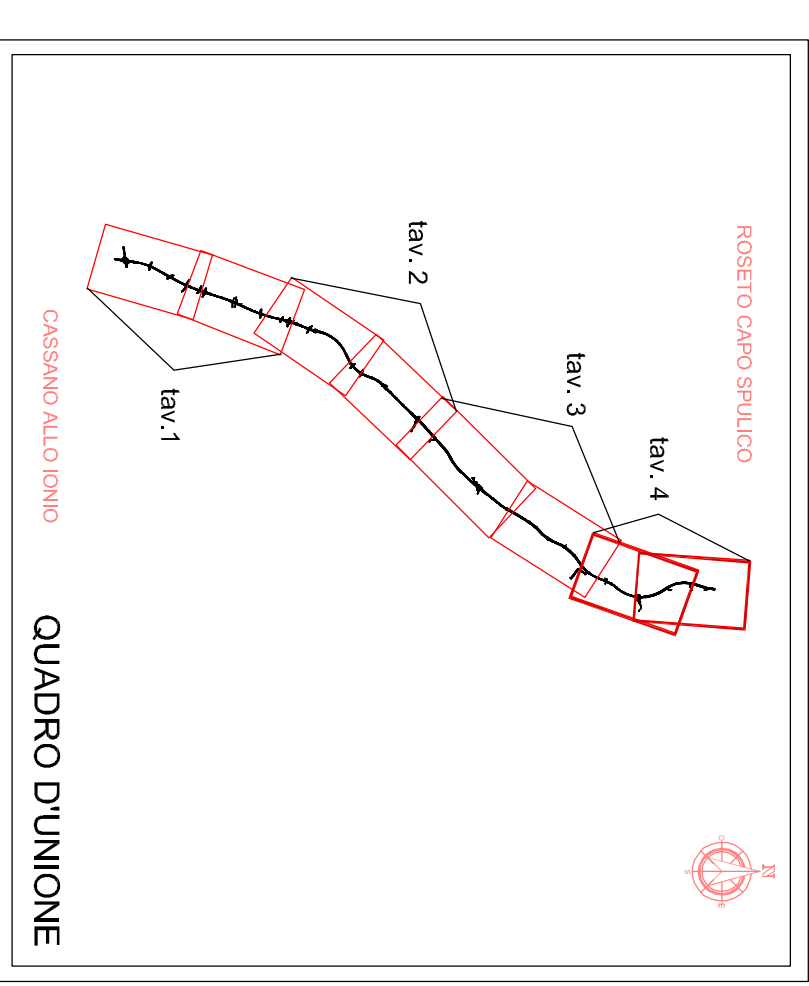 ROSETO CAPO SPULICO
tav. 4
tav. 3
tav. 2
tav.1
CASSANO ALLO IONIO
N
O
E
S
QUADRO D'UNIONE